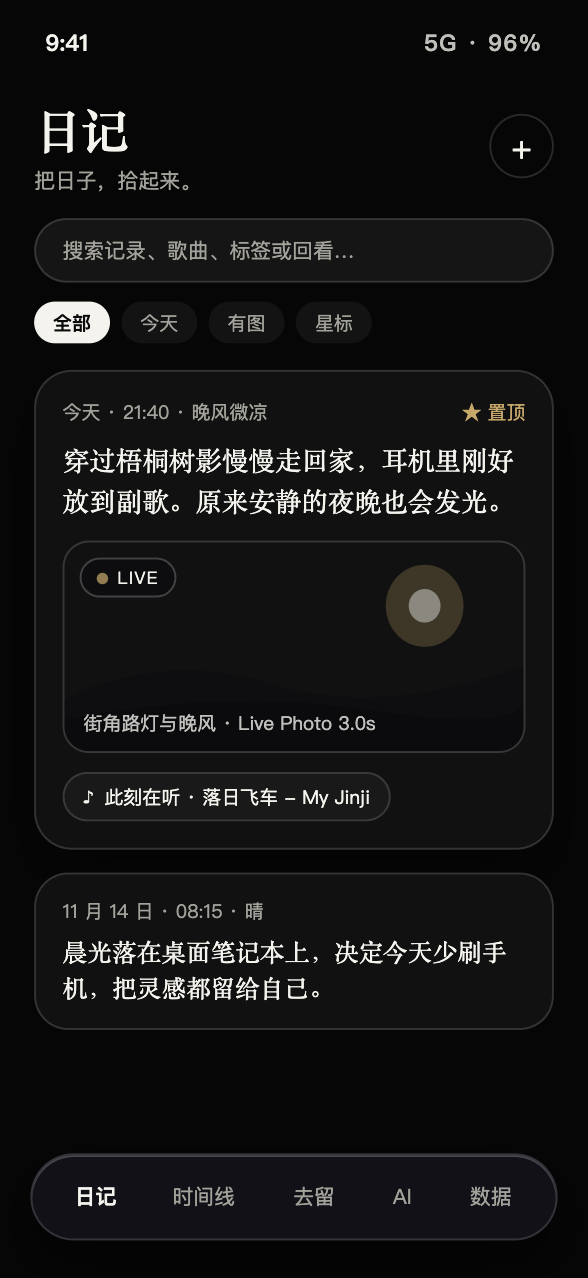 9:41
5G · 96%
日记
+
把日子，拾起来。
搜索记录、歌曲、标签或回看…
全部
今天
有图
星标
今天 · 21:40 · 晚风微凉
★ 置顶
穿过梧桐树影慢慢走回家，耳机里刚好
放到副歌。原来安静的夜晚也会发光。
LIVE
街角路灯与晚风 · Live Photo 3.0s
♪ 此刻在听 · 落日飞车 – My Jinji
11 月 14 日 · 08:15 · 晴
晨光落在桌面笔记本上，决定今天少刷手
机，把灵感都留给自己。
日记
时间线
去留
AI
数据